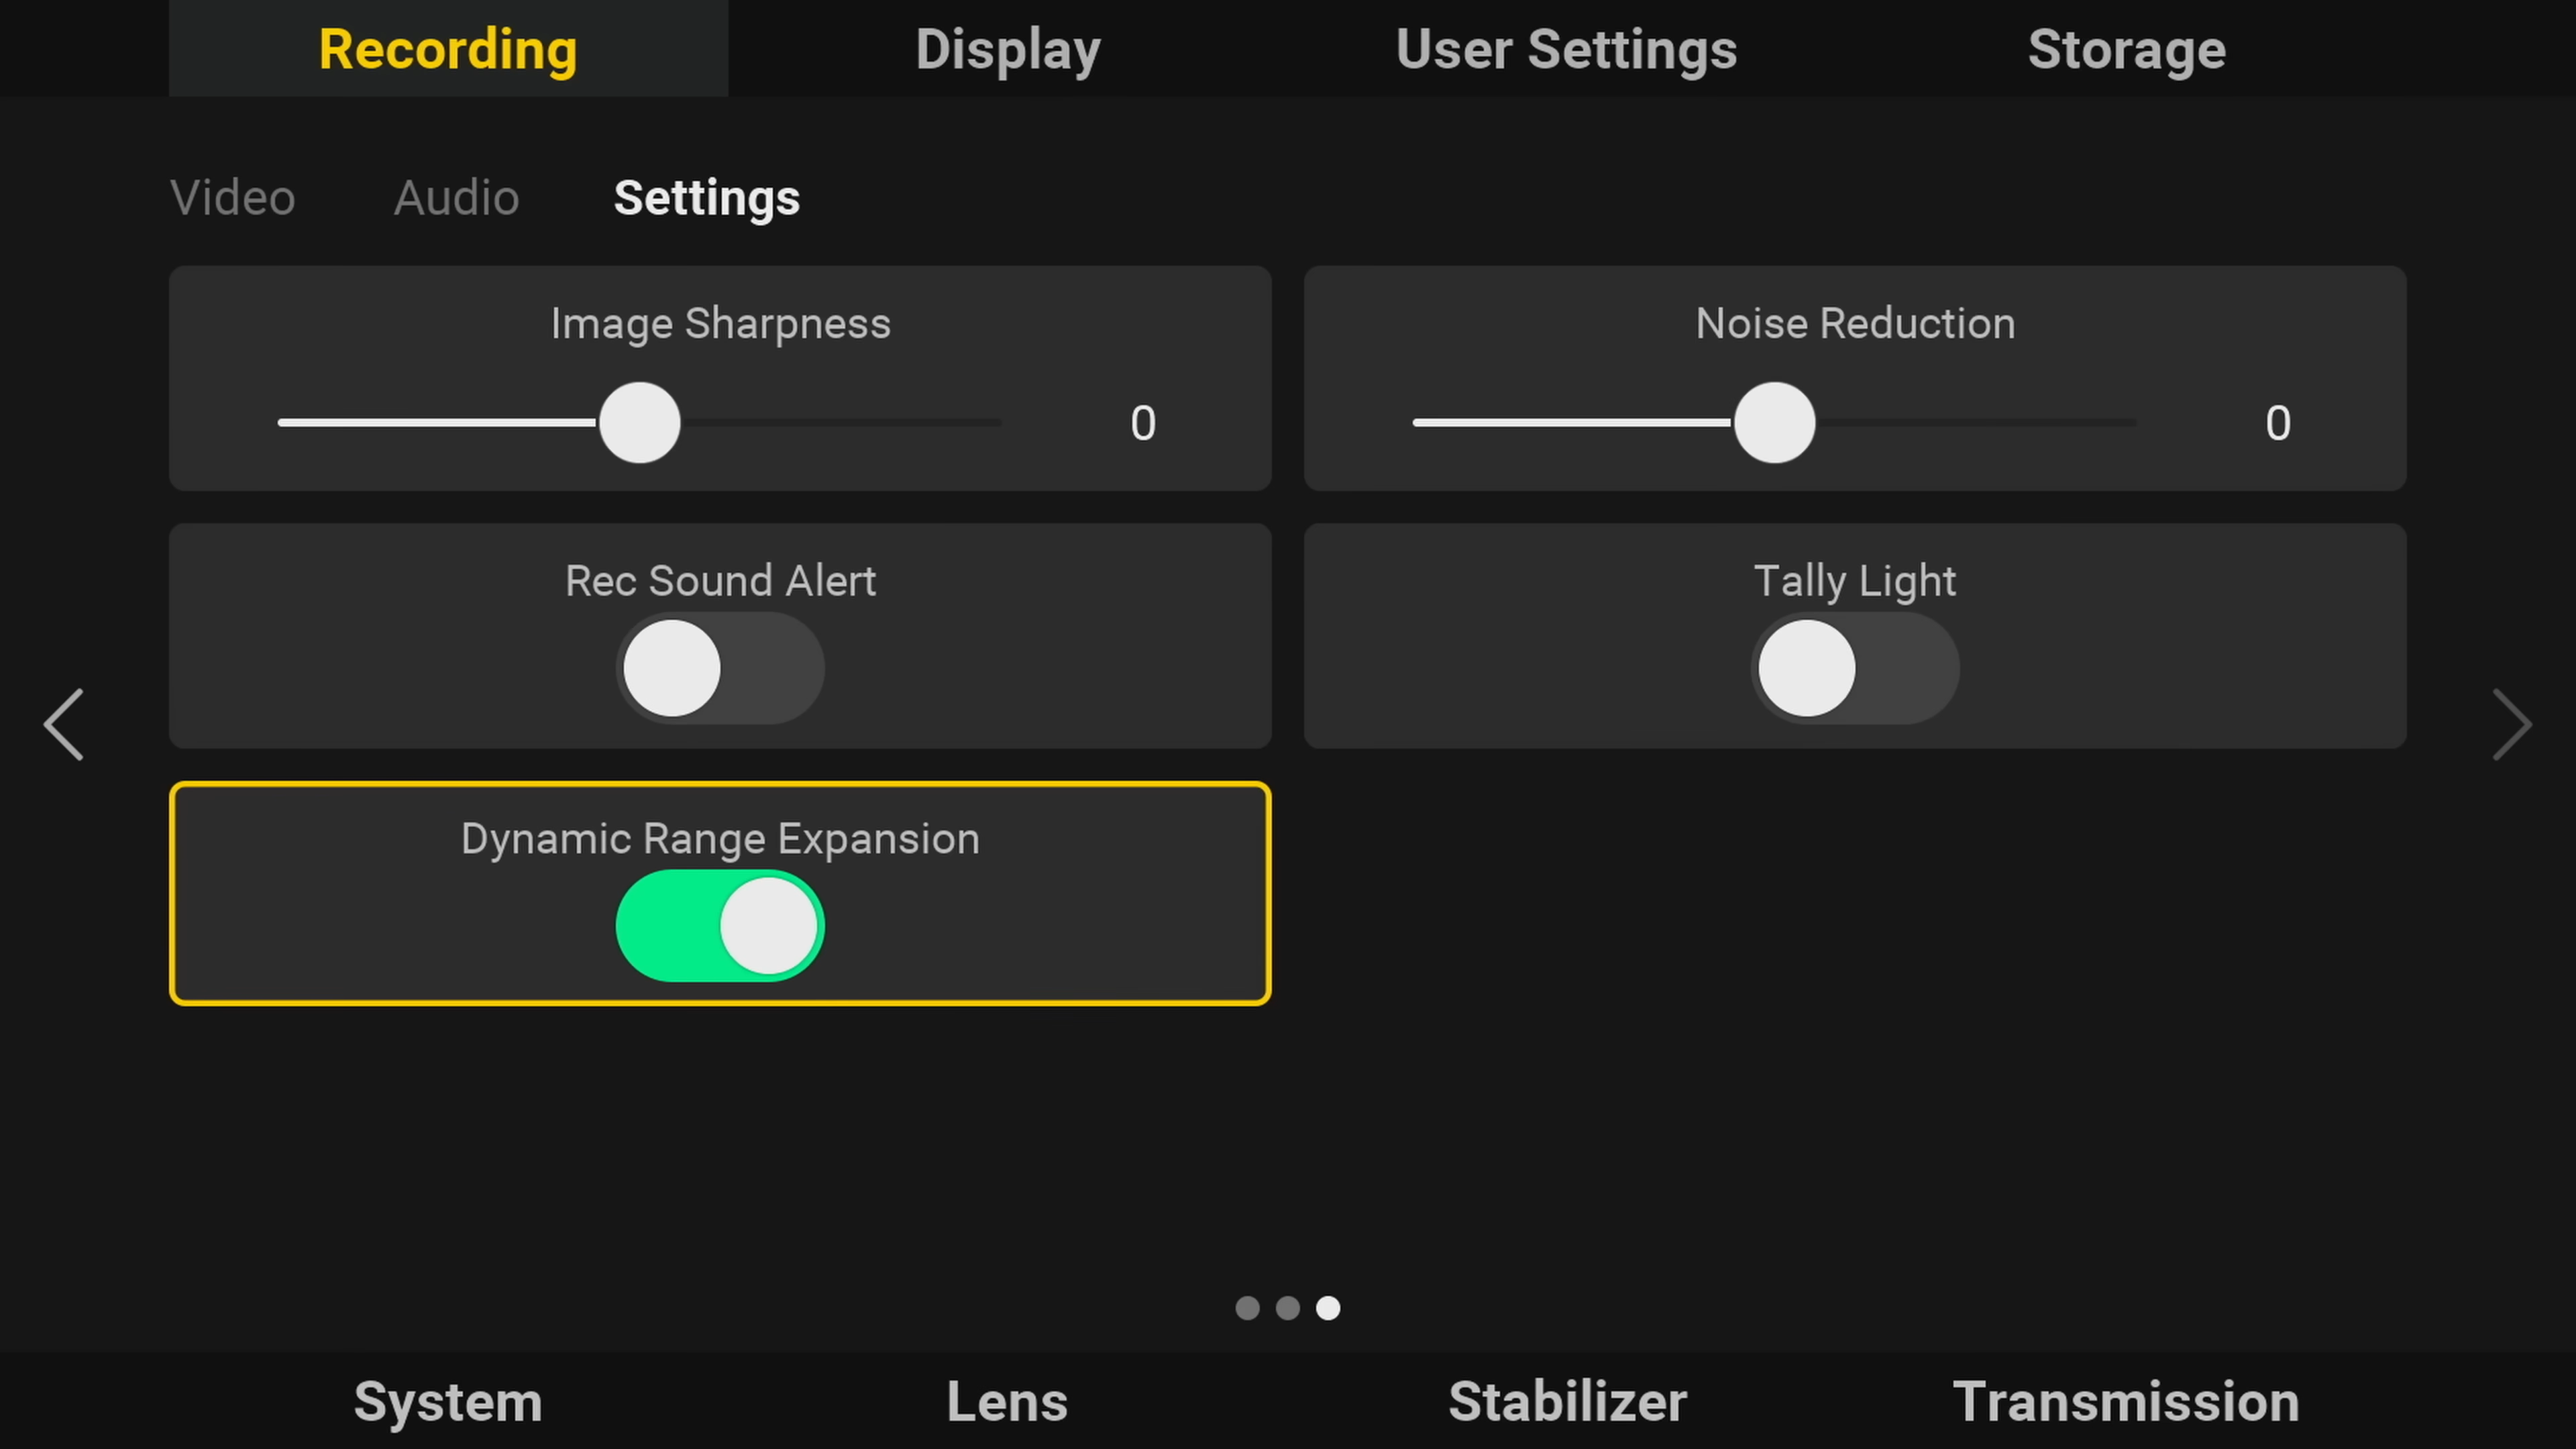 Recording
Display
User Settings
Storage
Video
Audio
Settings
Image Sharpness
0
Noise Reduction
0
Rec Sound Alert
Tally Light
Dynamic Range Expansion
System
Lens
Stabilizer
Transmission